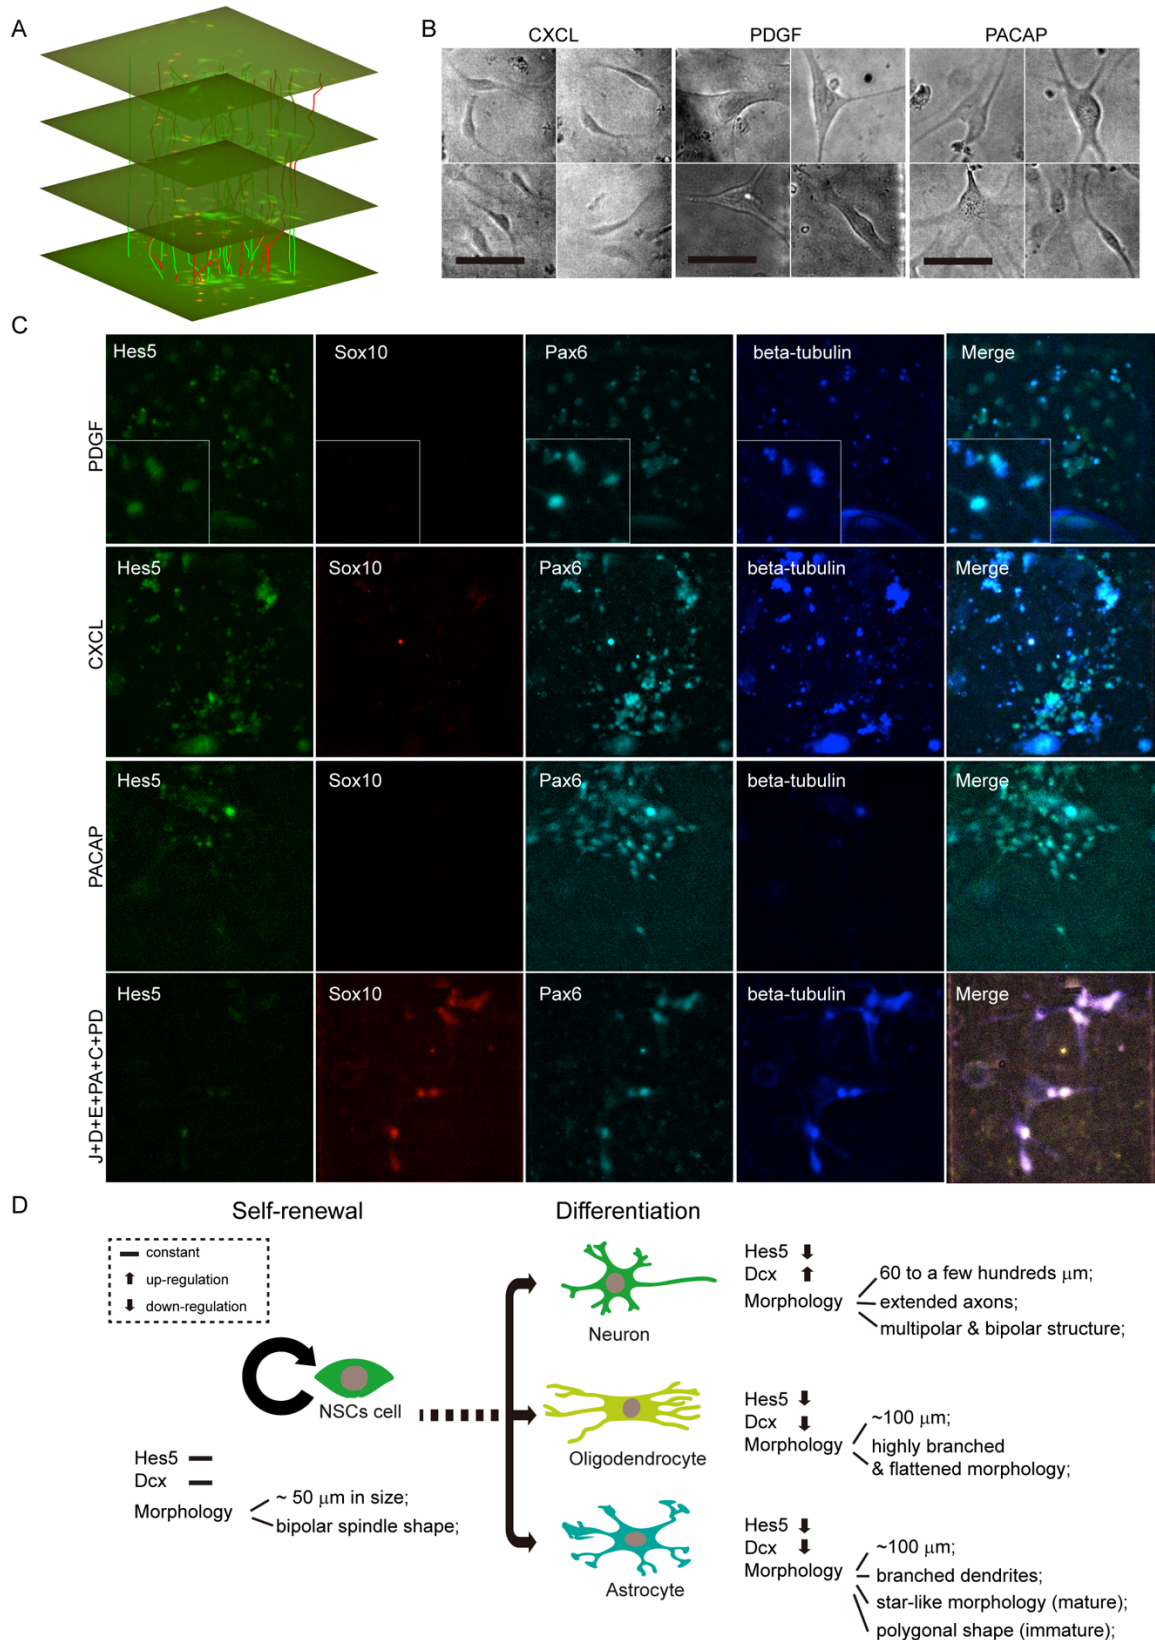 A
B
CXCL
PDGF
PACAP
C
Hes5
Sox10
Pax6
beta-tubulin
Merge
PDGF
Hes5
Sox10
Pax6
beta-tubulin
Merge
CXCL
Hes5
Sox10
Pax6
beta-tubulin
Merge
PACAP
Hes5
Sox10
Pax6
beta-tubulin
Merge
J+D+E+PA+C+PD
D
Self-renewal
Differentiation
constant
up-regulation
down-regulation
NSCs cell
Hes5
Dcx
Morphology
~ 50 μm in size;
bipolar spindle shape;
Neuron
Hes5
Dcx
Morphology
60 to a few hundreds μm;
extended axons;
multipolar & bipolar structure;
Oligodendrocyte
Hes5
Dcx
Morphology
~100 μm;
highly branched
& flattened morphology;
Astrocyte
Hes5
Dcx
Morphology
~100 μm;
branched dendrites;
star-like morphology (mature);
polygonal shape (immature);